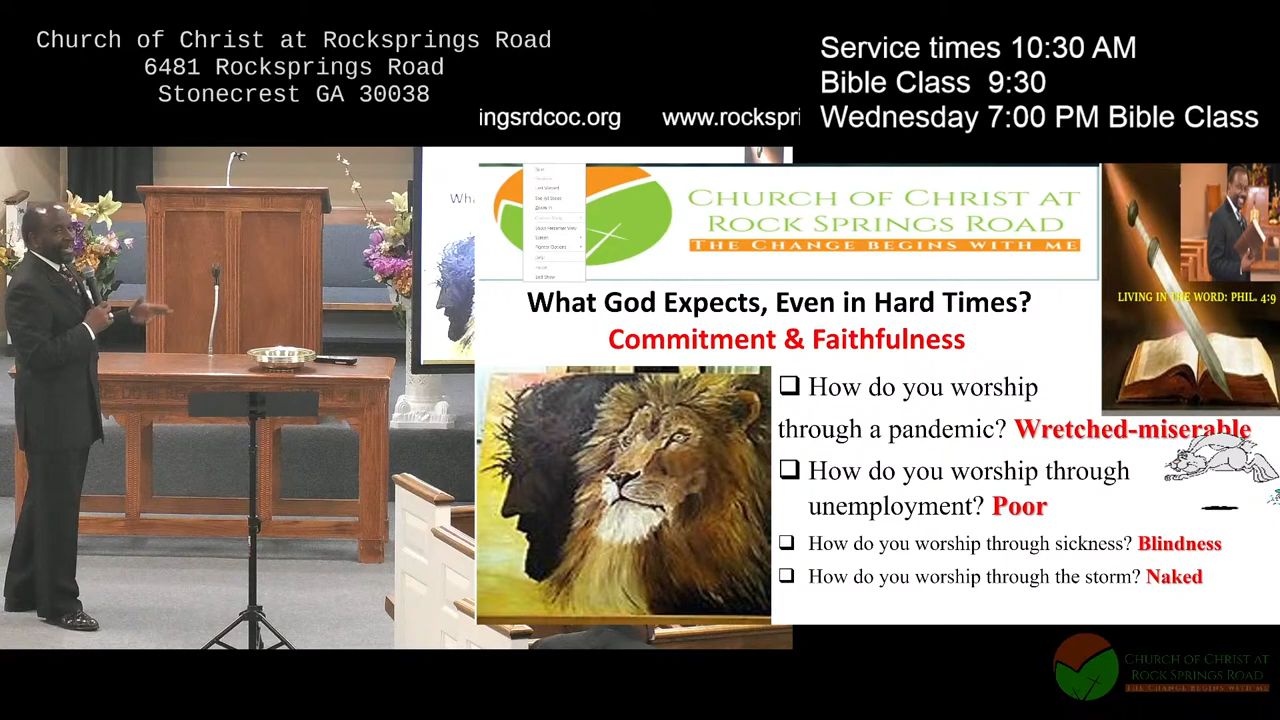 Church of Christ at Rocksprings Road
6481 Rocksprings Road
Stonecrest GA 30038
ingsrdcoc.org www.rockspri
Service times 10:30 AM
Bible Class 9:30
Wednesday 7:00 PM Bible Class
CHURCH OF CHRIST AT
ROCK SPRINGS ROAD
THE CHANGE BEGINS WITH ME
LIVING IN THE WORD: PHIL. 4:9
What God Expects, Even in Hard Times?
Commitment & Faithfulness
How do you worship
through a pandemic? Wretched-miserable
How do you worship through
unemployment? Poor
How do you worship through sickness? Blindness
How do you worship through the storm? Naked
CHURCH OF CHRIST AT
ROCK SPRINGS ROAD
THE CHANGE BEGINS WITH ME